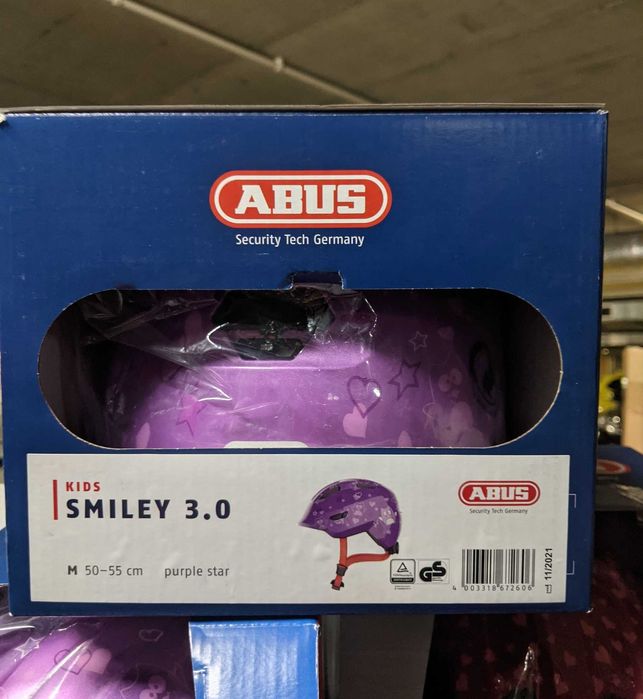 ABUS
Security Tech Germany
KIDS
SMILEY 3.0
M 50–55 cm purple star
ABUS
Security Tech Germany
GS
4 003318 672606
11/2021